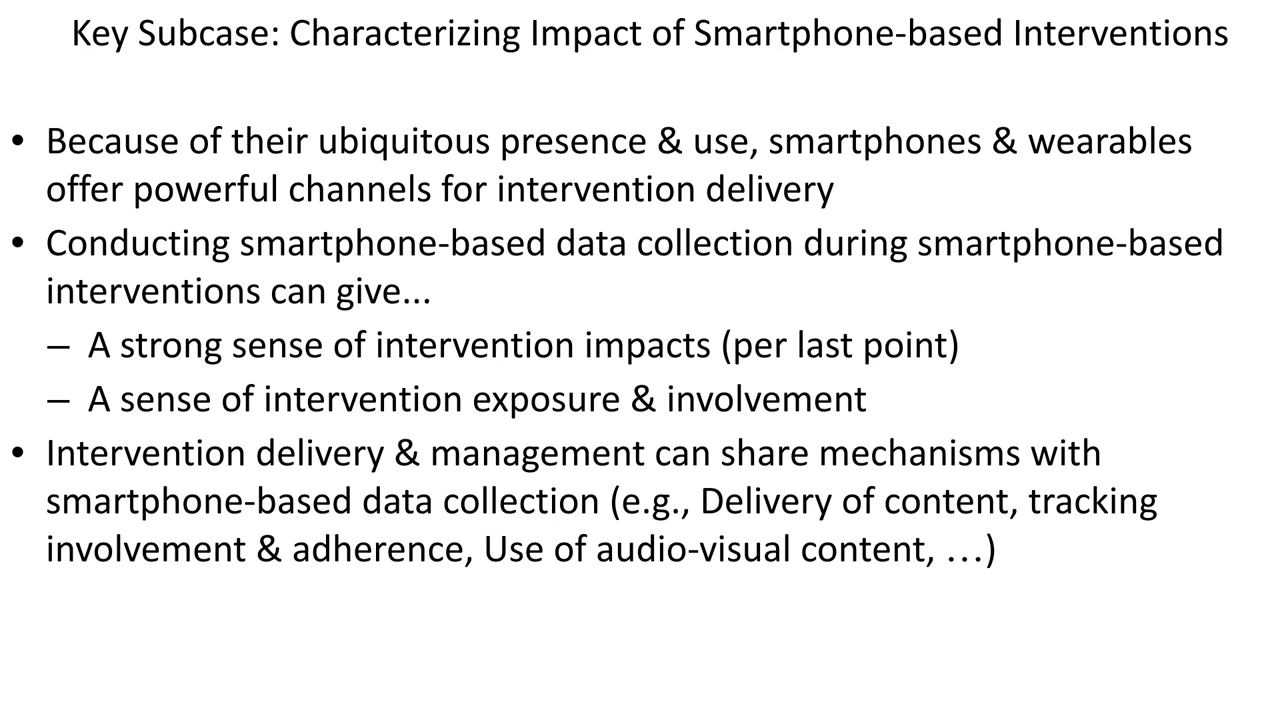 Key Subcase: Characterizing Impact of Smartphone-based Interventions
• Because of their ubiquitous presence & use, smartphones & wearables
offer powerful channels for intervention delivery
• Conducting smartphone-based data collection during smartphone-based
interventions can give...
– A strong sense of intervention impacts (per last point)
– A sense of intervention exposure & involvement
• Intervention delivery & management can share mechanisms with
smartphone-based data collection (e.g., Delivery of content, tracking
involvement & adherence, Use of audio-visual content, …)